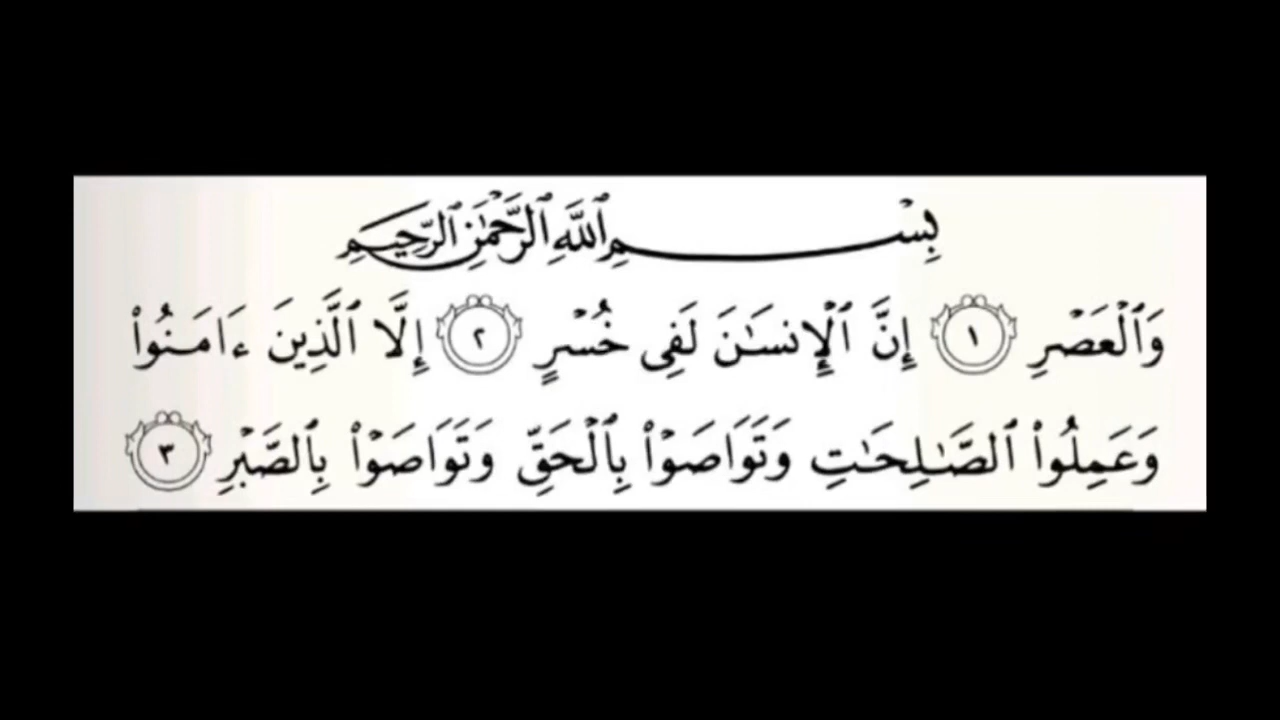 بِسْمِ ٱللَّهِ ٱلرَّحْمَٰنِ ٱلرَّحِيمِ
وَٱلْعَصْرِ ١ إِنَّ ٱلْإِنسَٰنَ لَفِى خُسْرٍ ٢ إِلَّا ٱلَّذِينَ ءَامَنُوا۟
وَعَمِلُوا۟ ٱلصَّٰلِحَٰتِ وَتَوَاصَوْا۟ بِٱلْحَقِّ وَتَوَاصَوْا۟ بِٱلصَّبْرِ ٣